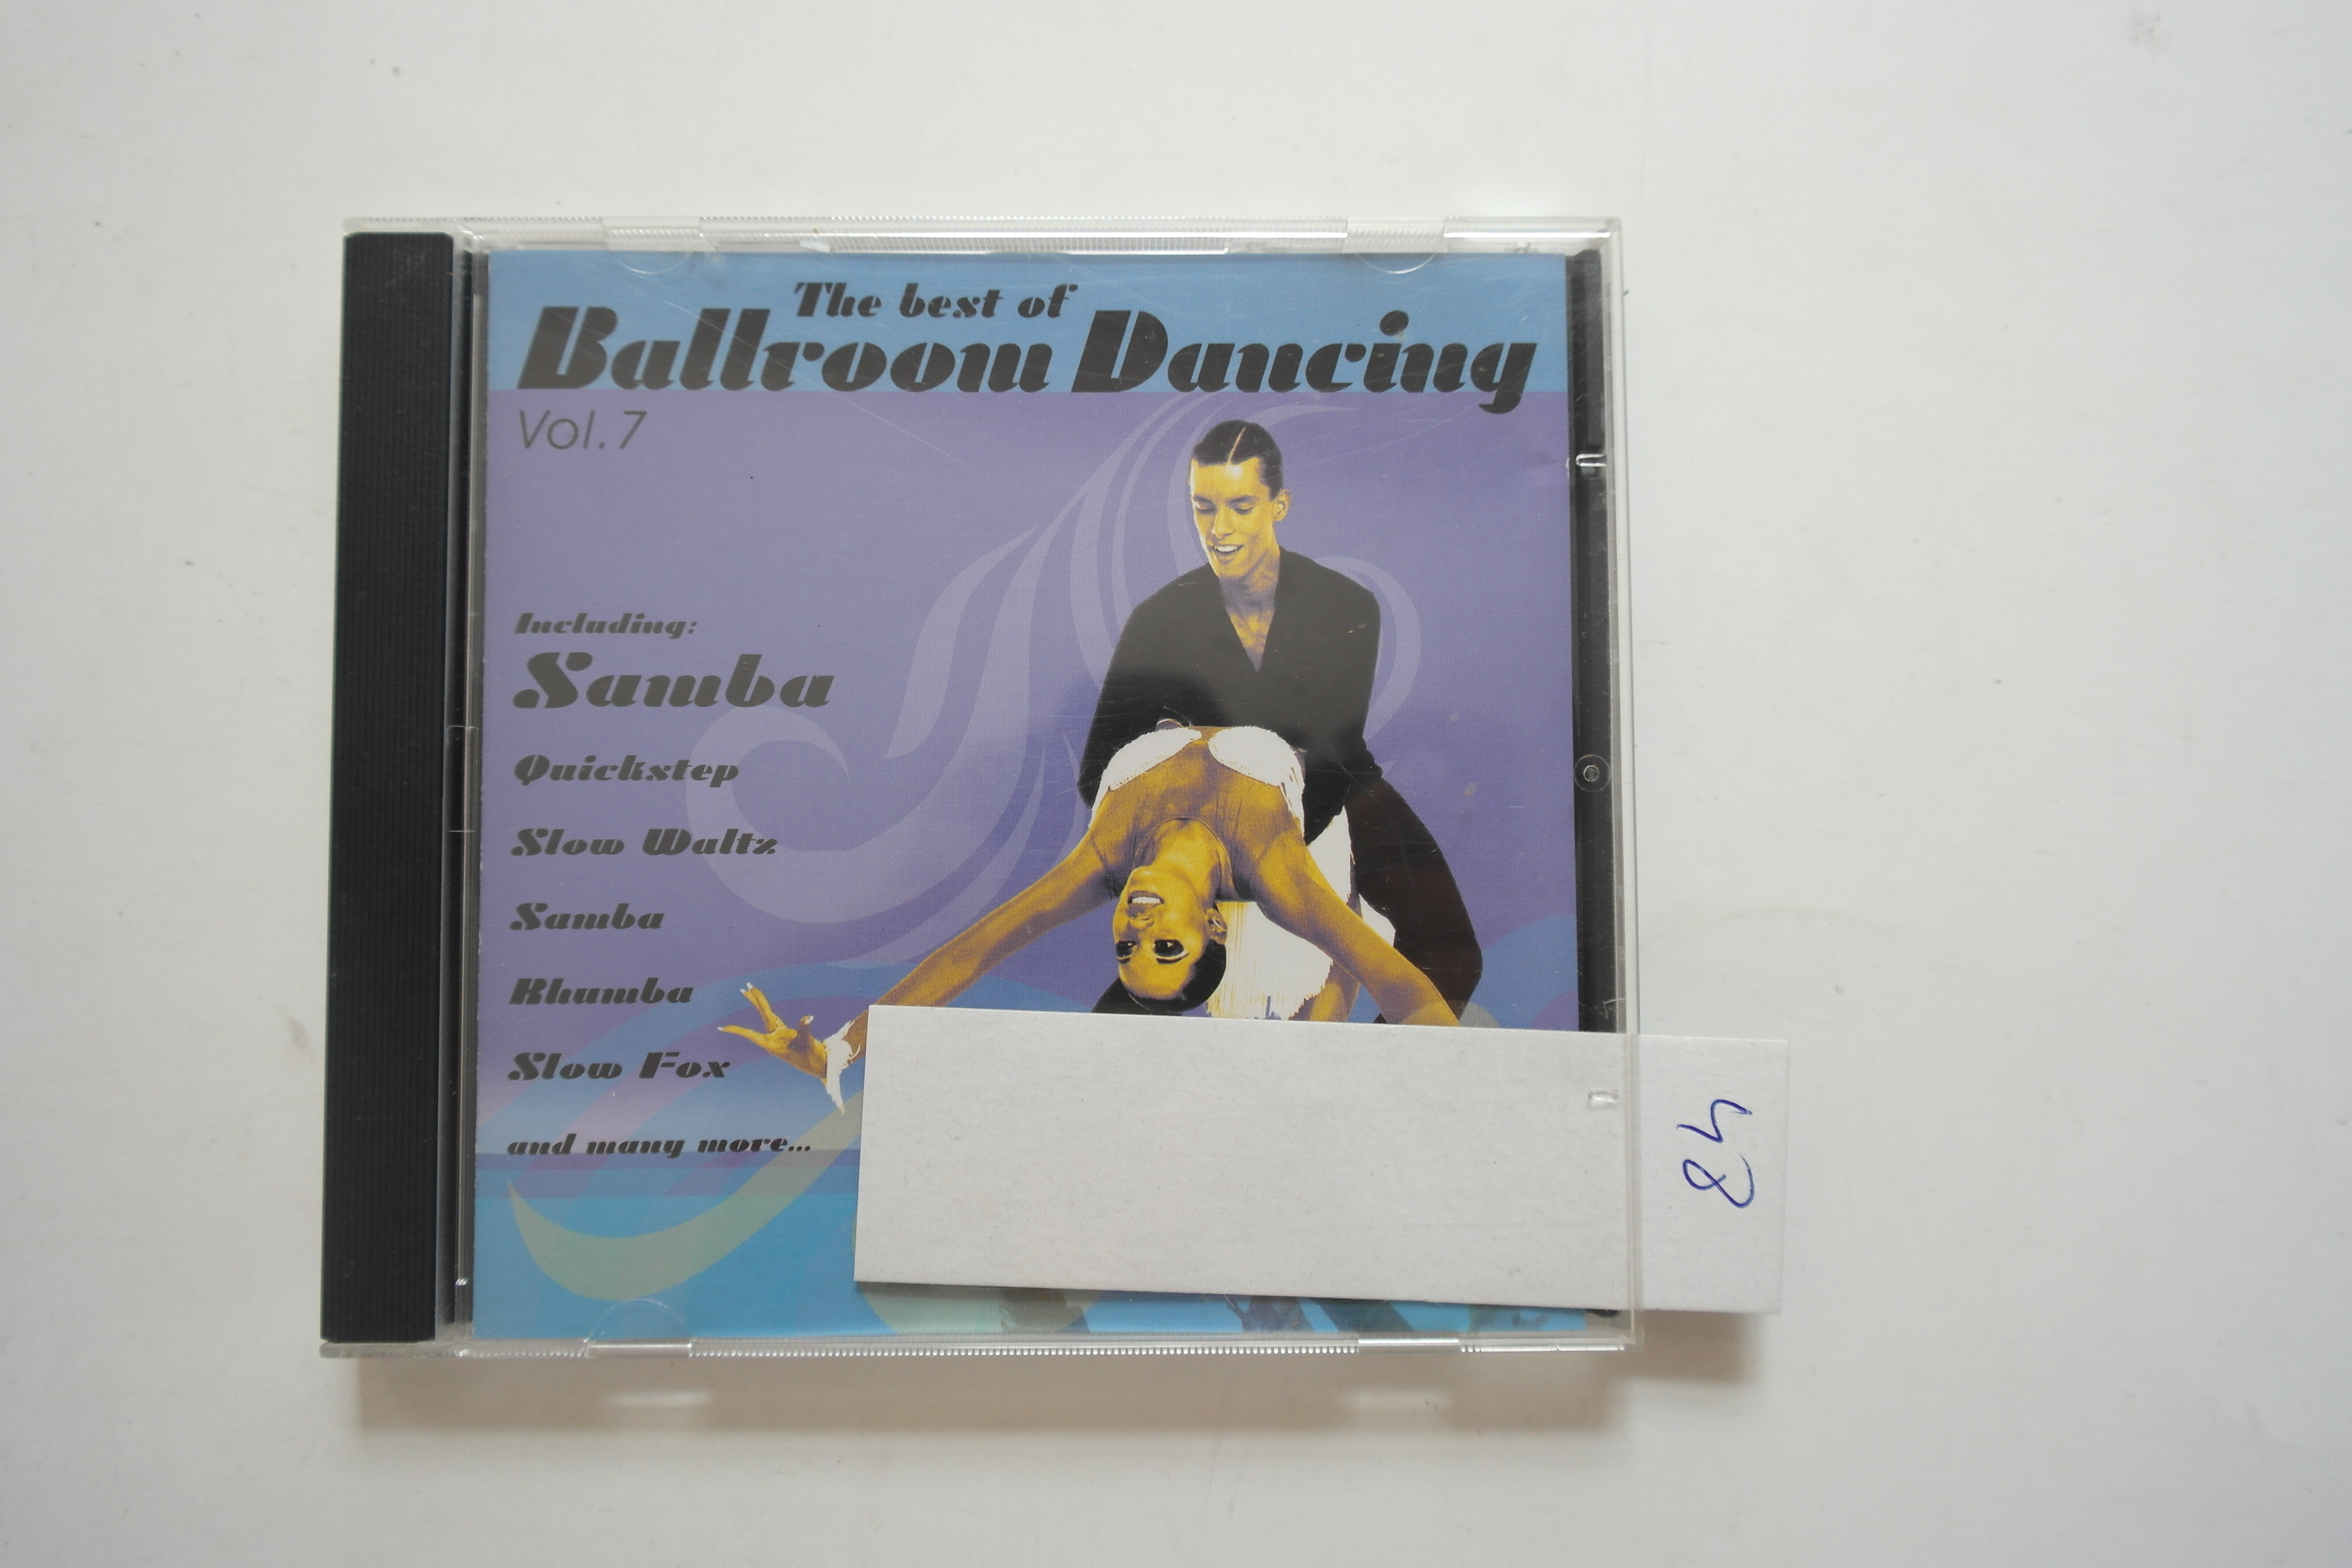 The best of
Ballroom Dancing
Vol.7
Including:
Samba
Quickstep
Slow Waltz
Samba
Rhumba
Slow Fox
and many more...
48